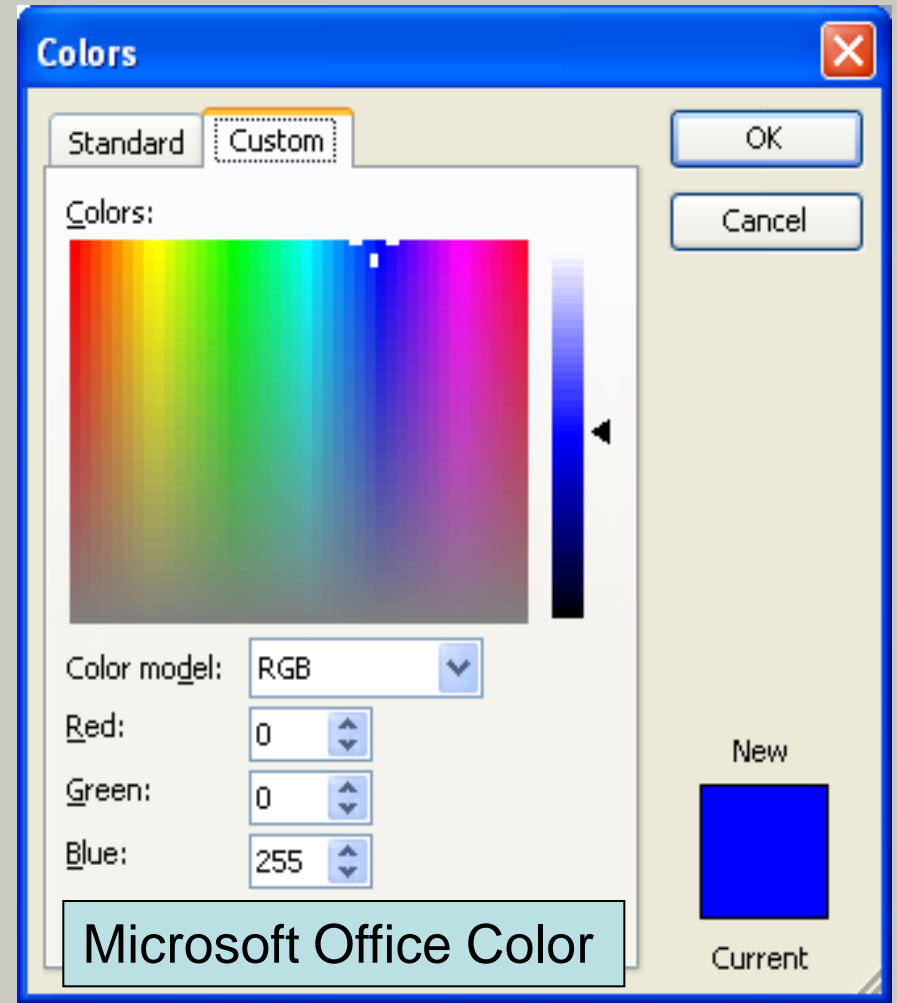 Colors
Standard Custom
OK
Cancel
Colors:
Color model: RGB
Red: 0
Green: 0
Blue: 255
New
Current
Microsoft Office Color